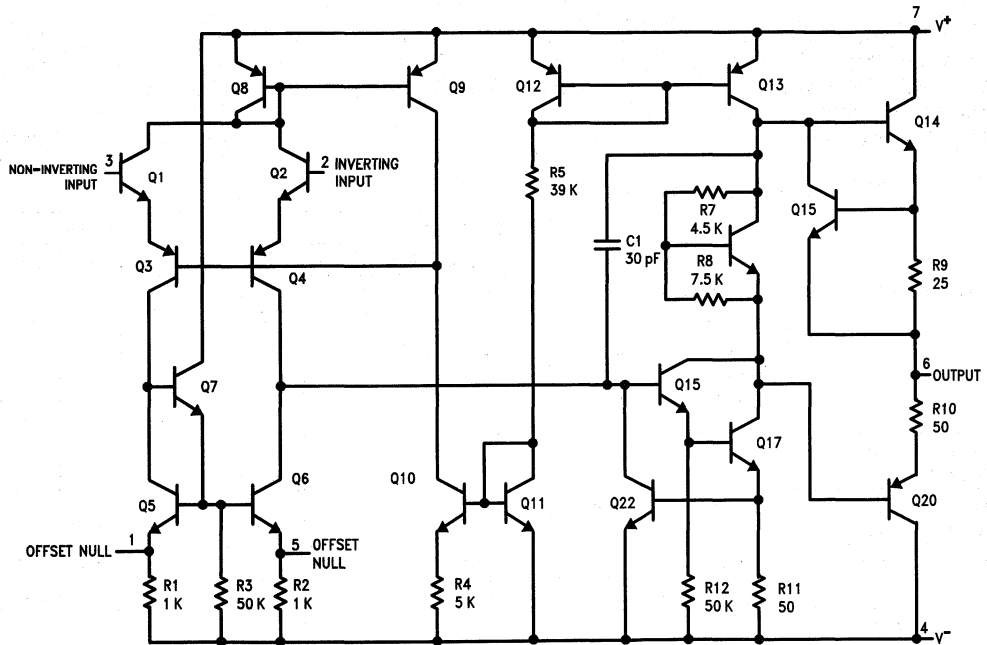 7
V+
Q8
Q9
Q12
Q13
Q14
3
NON-INVERTING
INPUT
Q1
Q2
2 INVERTING
INPUT
R5
39 K
R7
4.5 K
Q15
C1
30 pF
R8
7.5 K
Q3
Q4
R9
25
6
OUTPUT
Q7
Q15
R10
50
Q17
Q5
Q6
Q10
Q11
Q22
Q20
OFFSET NULL
1
5 OFFSET
NULL
R1
1 K
R3
50 K
R2
1 K
R4
5 K
R12
50 K
R11
50
4
V-